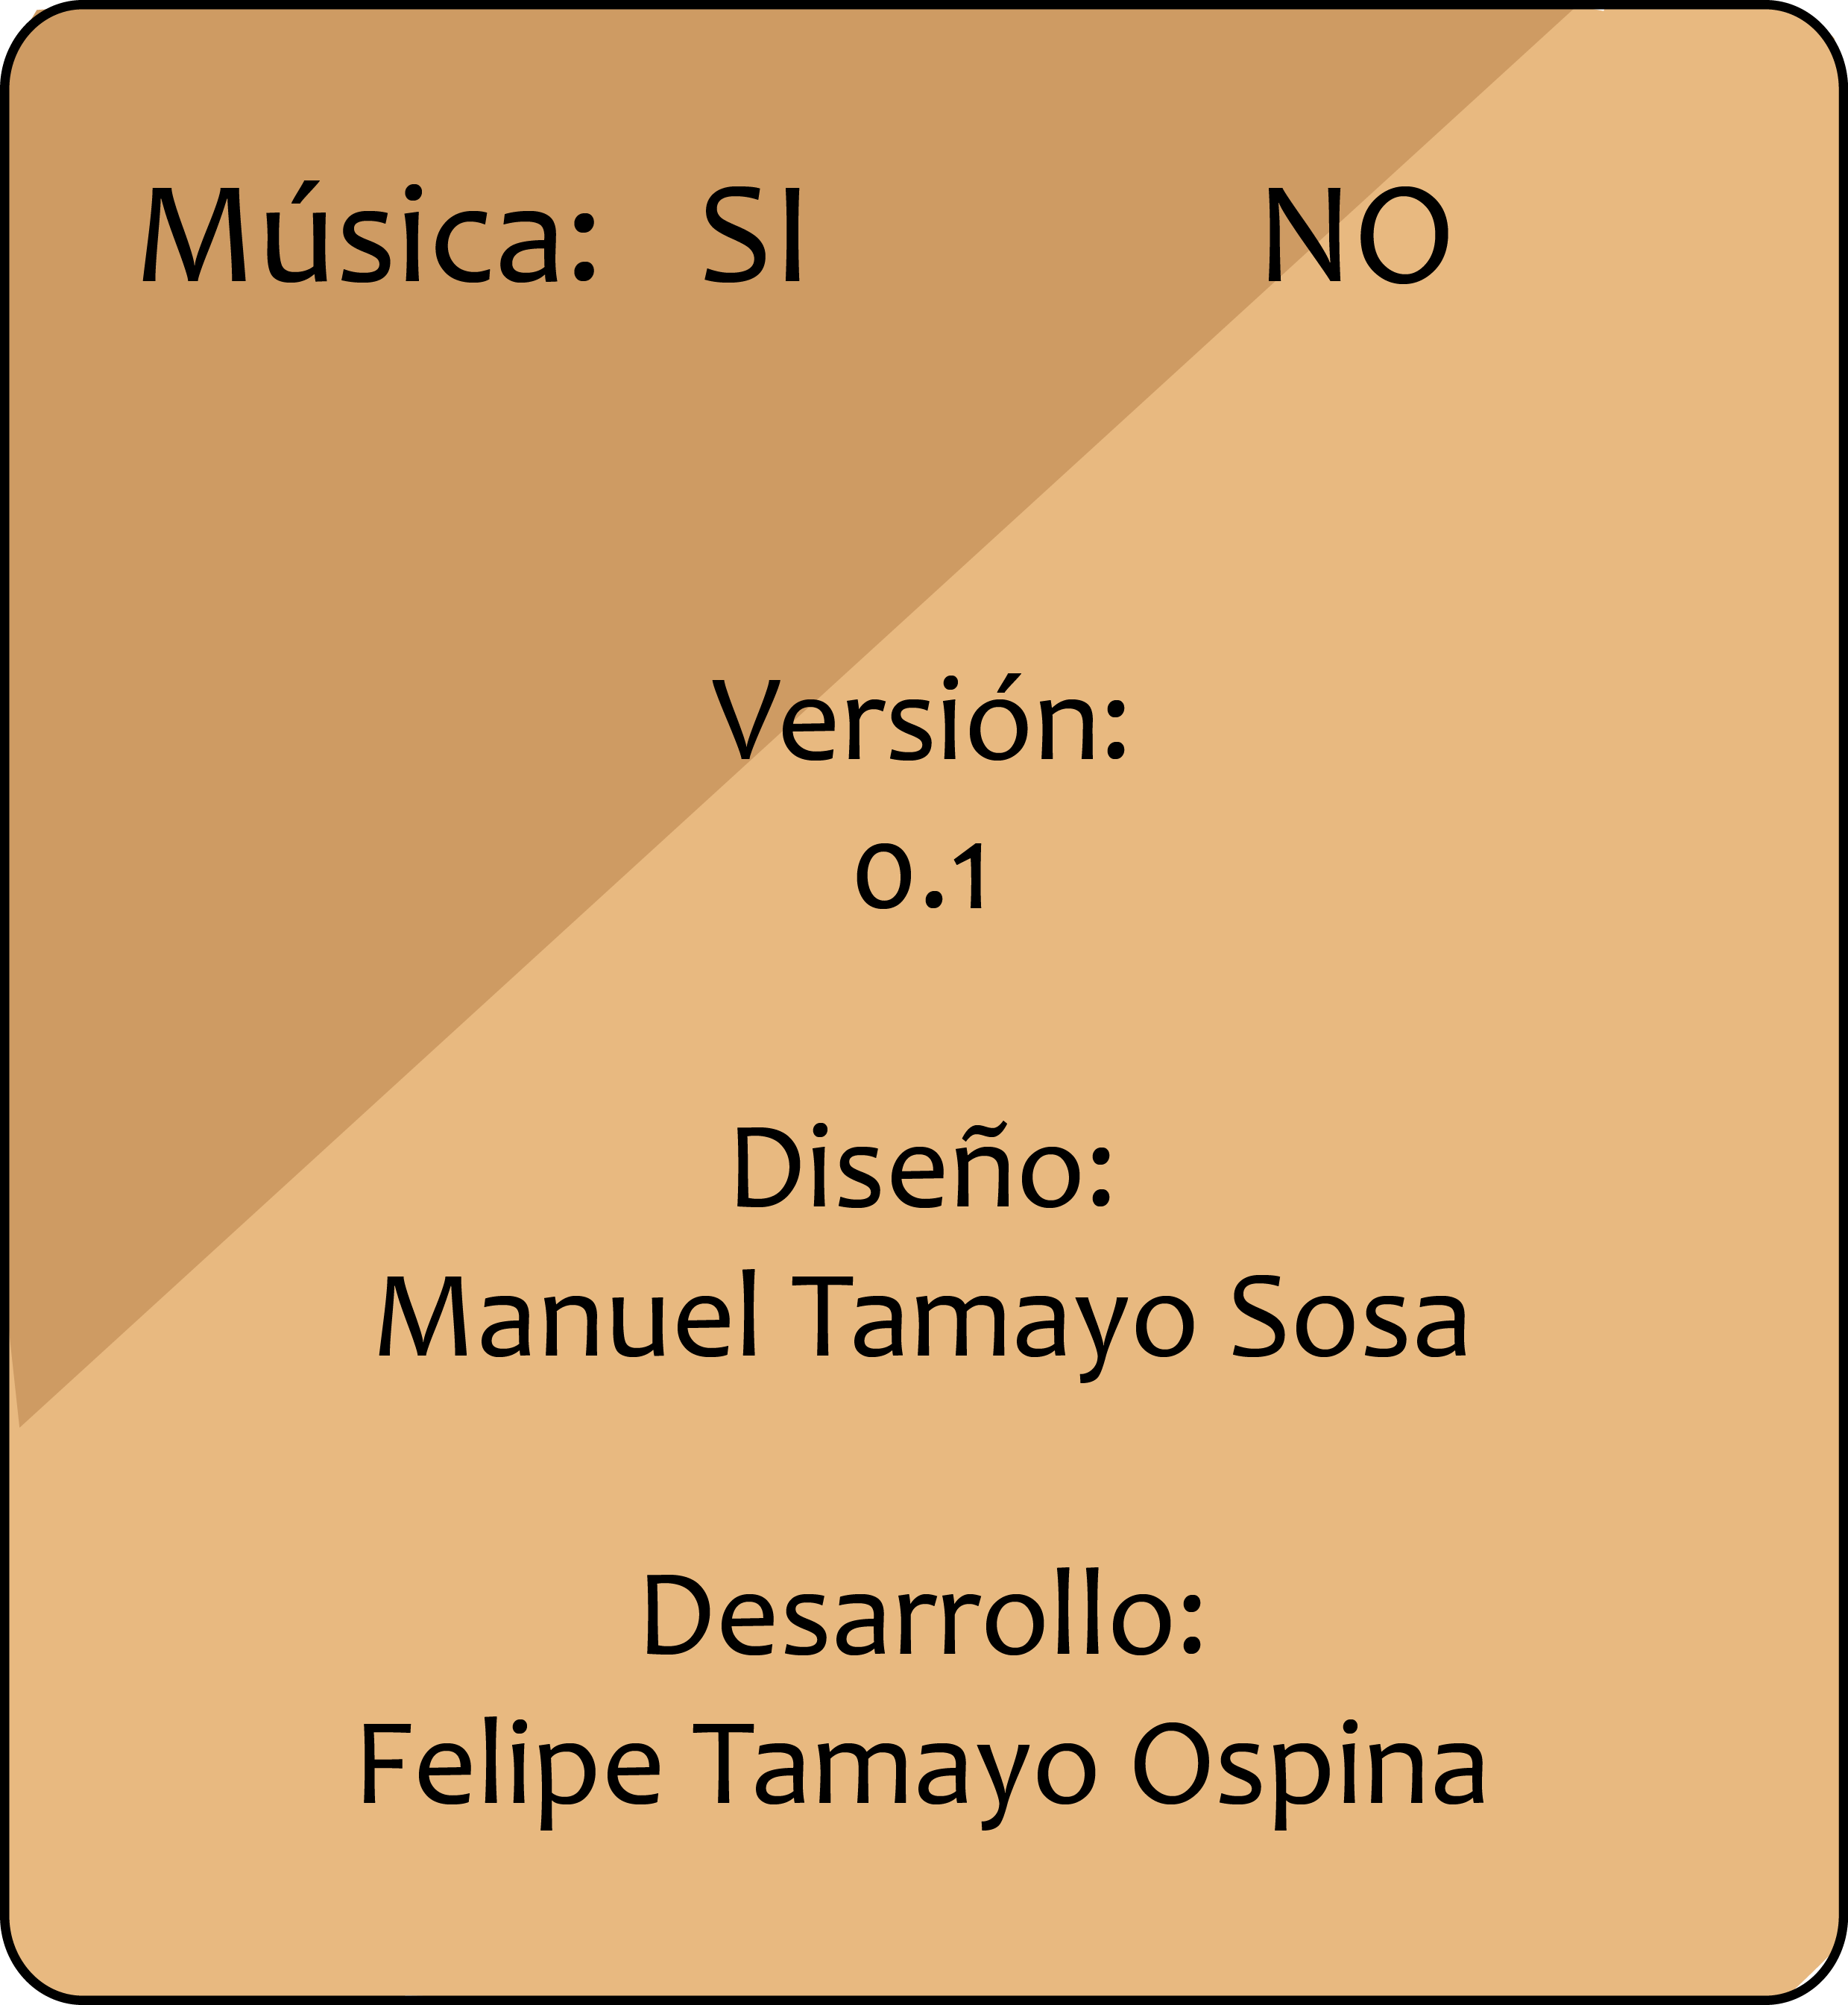 Música: SI NO
Versión:
0.1
Diseño:
Manuel Tamayo Sosa
Desarrollo:
Felipe Tamayo Ospina